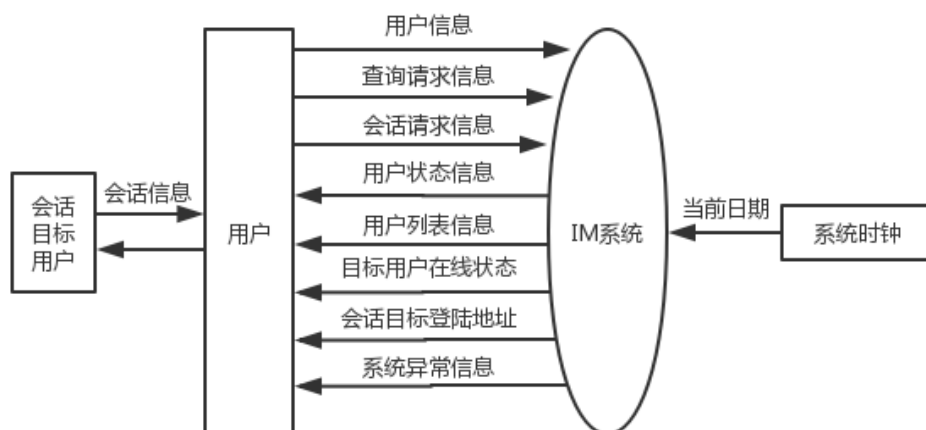 用户信息
查询请求信息
会话请求信息
用户状态信息
用户列表信息
目标用户在线状态
会话目标登陆地址
系统异常信息
会话信息
会话
目标
用户
用户
IM系统
当前日期
系统时钟